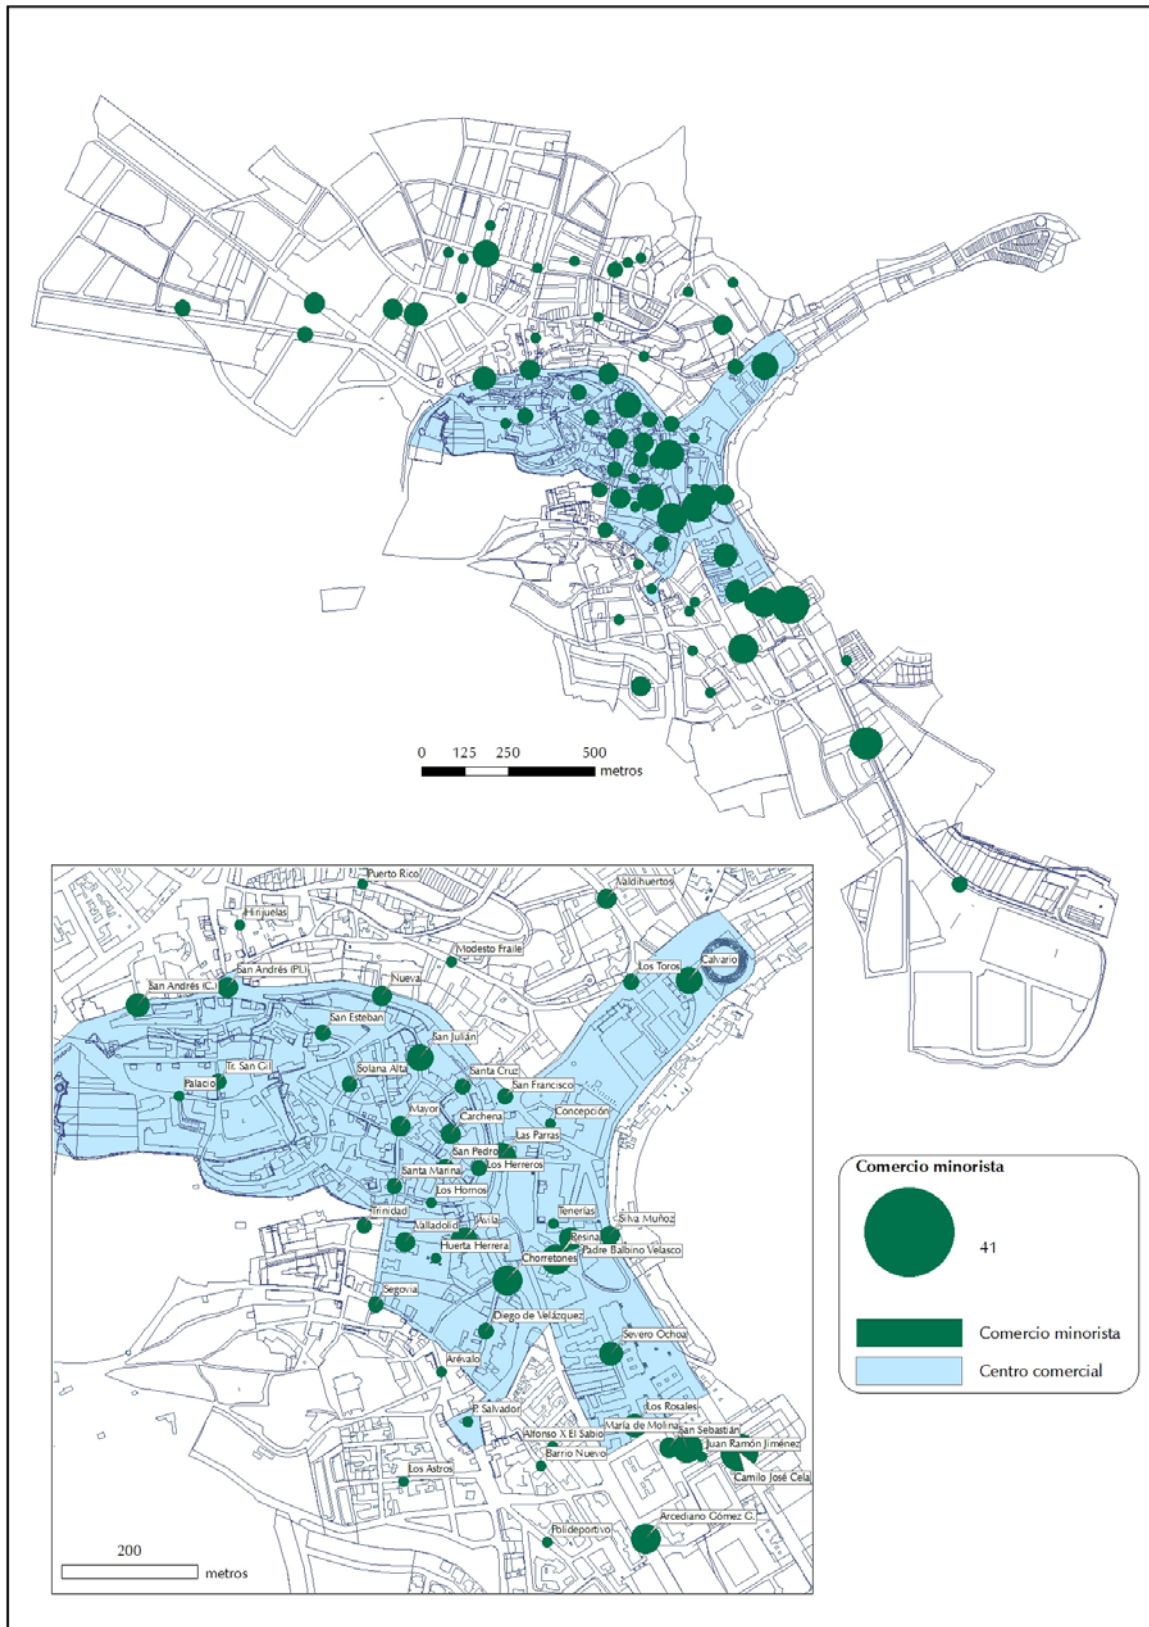 0 125 250 500
metros
Puerto Rico
Valdihuertos
Hirijuelas
Modesto Fraile
San Andrés (Pl.)
Los Toros
Calvario
San Andrés (C.)
Nueva
San Esteban
San Julián
Tr. San Gil
Solana Alta
Santa Cruz
Palacio
San Francisco
Mayor
Carchena
Concepción
Las Parras
San Pedro
Los Herreros
Santa Marina
Los Hornos
Trinidad
Valladolid
Avila
Tenerías
Silva Muñoz
Resina
Huerta Herrera
Padre Balbino Velasco
Chorretones
Segovia
Diego de Velázquez
Severo Ochoa
Arévalo
Los Rosales
P. Salvador
María de Molina
San Sebastián
Alfonso X El Sabio
Juan Ramón Jiménez
Barrio Nuevo
Los Astros
Camilo José Cela
Arcediano Gómez G.
Polideportivo
200
metros
Comercio minorista
41
Comercio minorista
Centro comercial